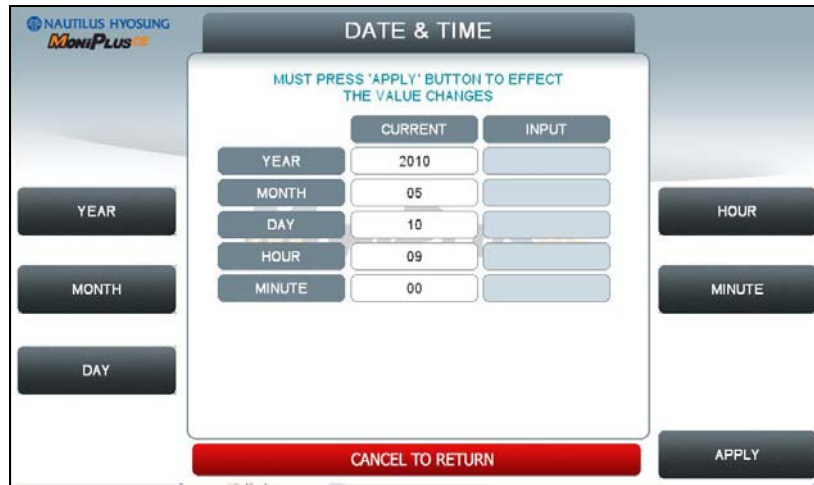 NAUTILUS HYOSUNG
MoniPlusCE
DATE & TIME
MUST PRESS 'APPLY' BUTTON TO EFFECT
THE VALUE CHANGES
CURRENT INPUT
YEAR 2010
MONTH 05
DAY 10
HOUR 09
MINUTE 00
YEAR
MONTH
DAY
HOUR
MINUTE
APPLY
CANCEL TO RETURN